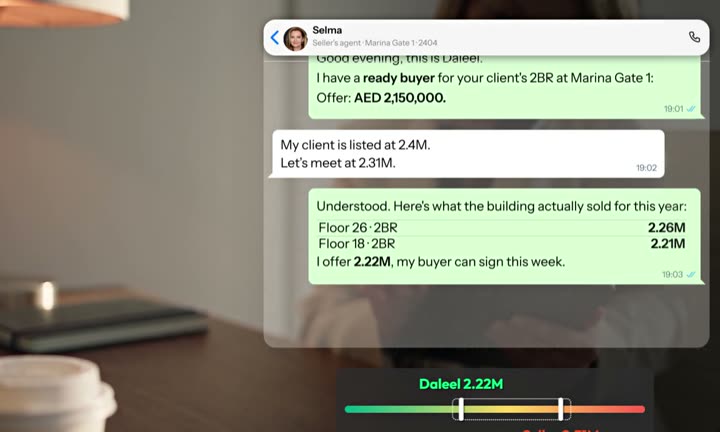 Selma
Seller's agent · Marina Gate 1 · 2404
Good evening, this is Daleel.
I have a ready buyer for your client's 2BR at Marina Gate 1:
Offer: AED 2,150,000.
19:01
My client is listed at 2.4M.
Let's meet at 2.31M.
19:02
Understood. Here's what the building actually sold for this year:
Floor 26 · 2BR 2.26M
Floor 18 · 2BR 2.21M
I offer 2.22M, my buyer can sign this week.
19:03
Daleel 2.22M